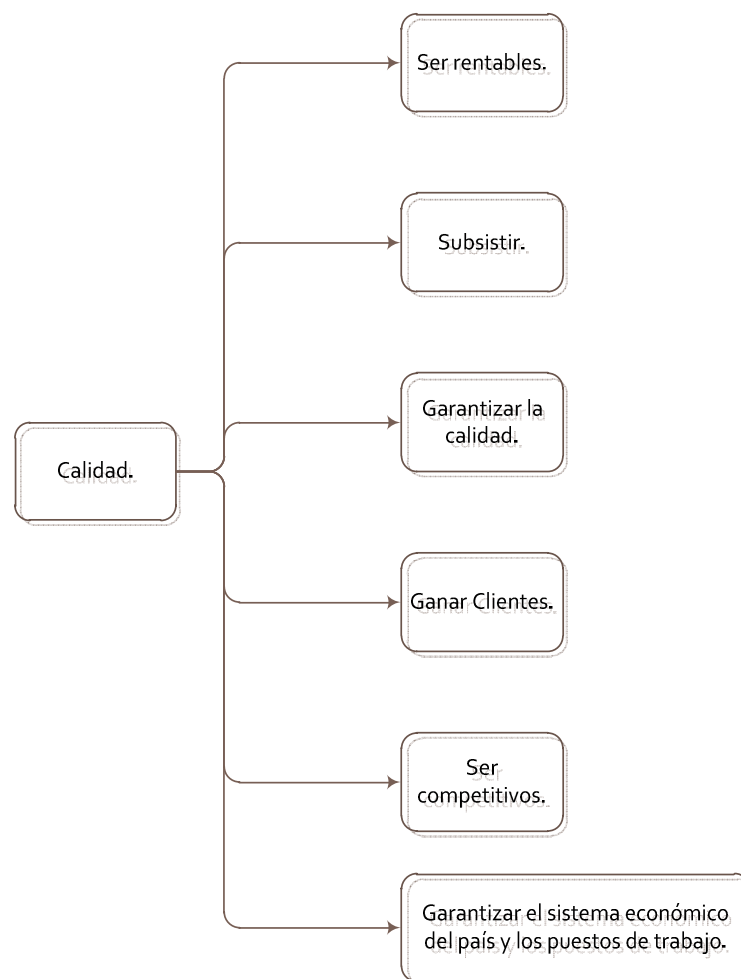 Ser rentables.
Subsistir.
Garantizar la
calidad.
Calidad.
Ganar Clientes.
Ser
competitivos.
Garantizar el sistema económico
del país y los puestos de trabajo.